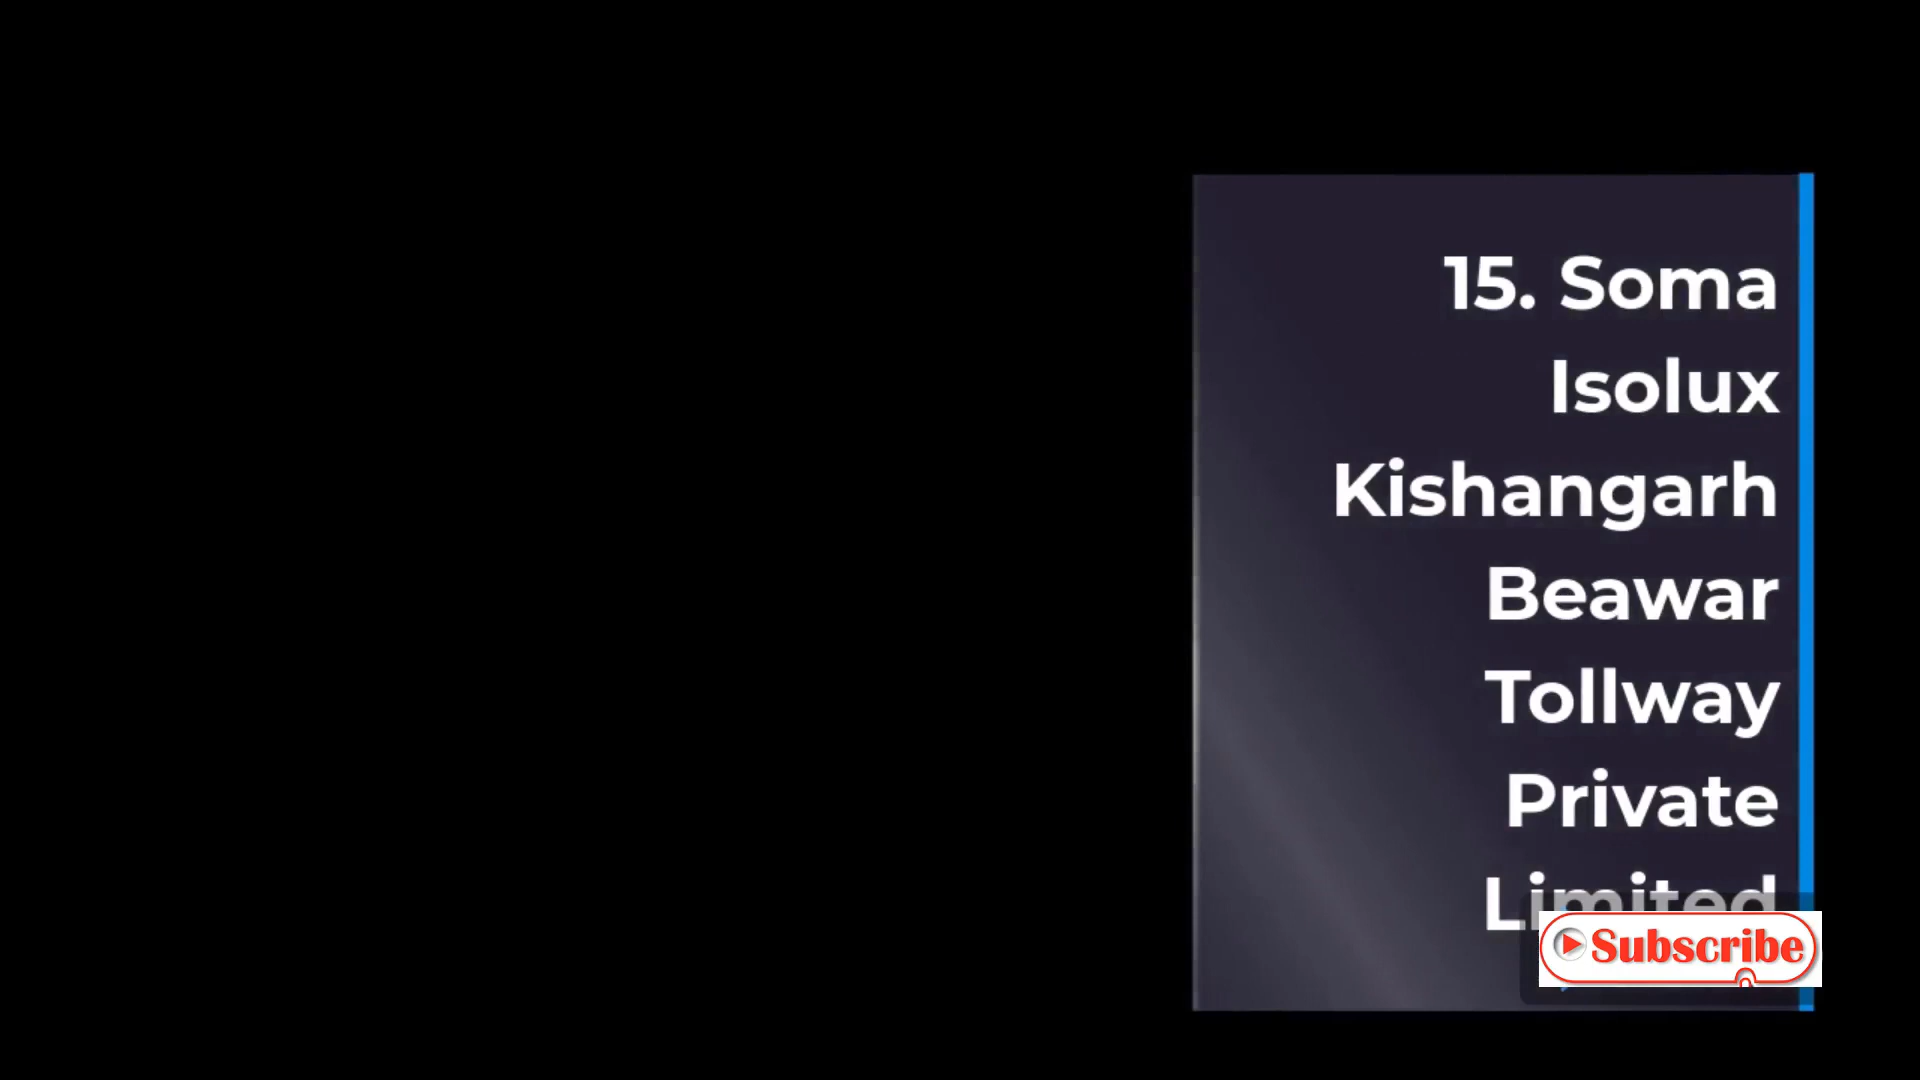 15. Soma
Isolux
Kishangarh
Beawar
Tollway
Private
Limited
Subscribe